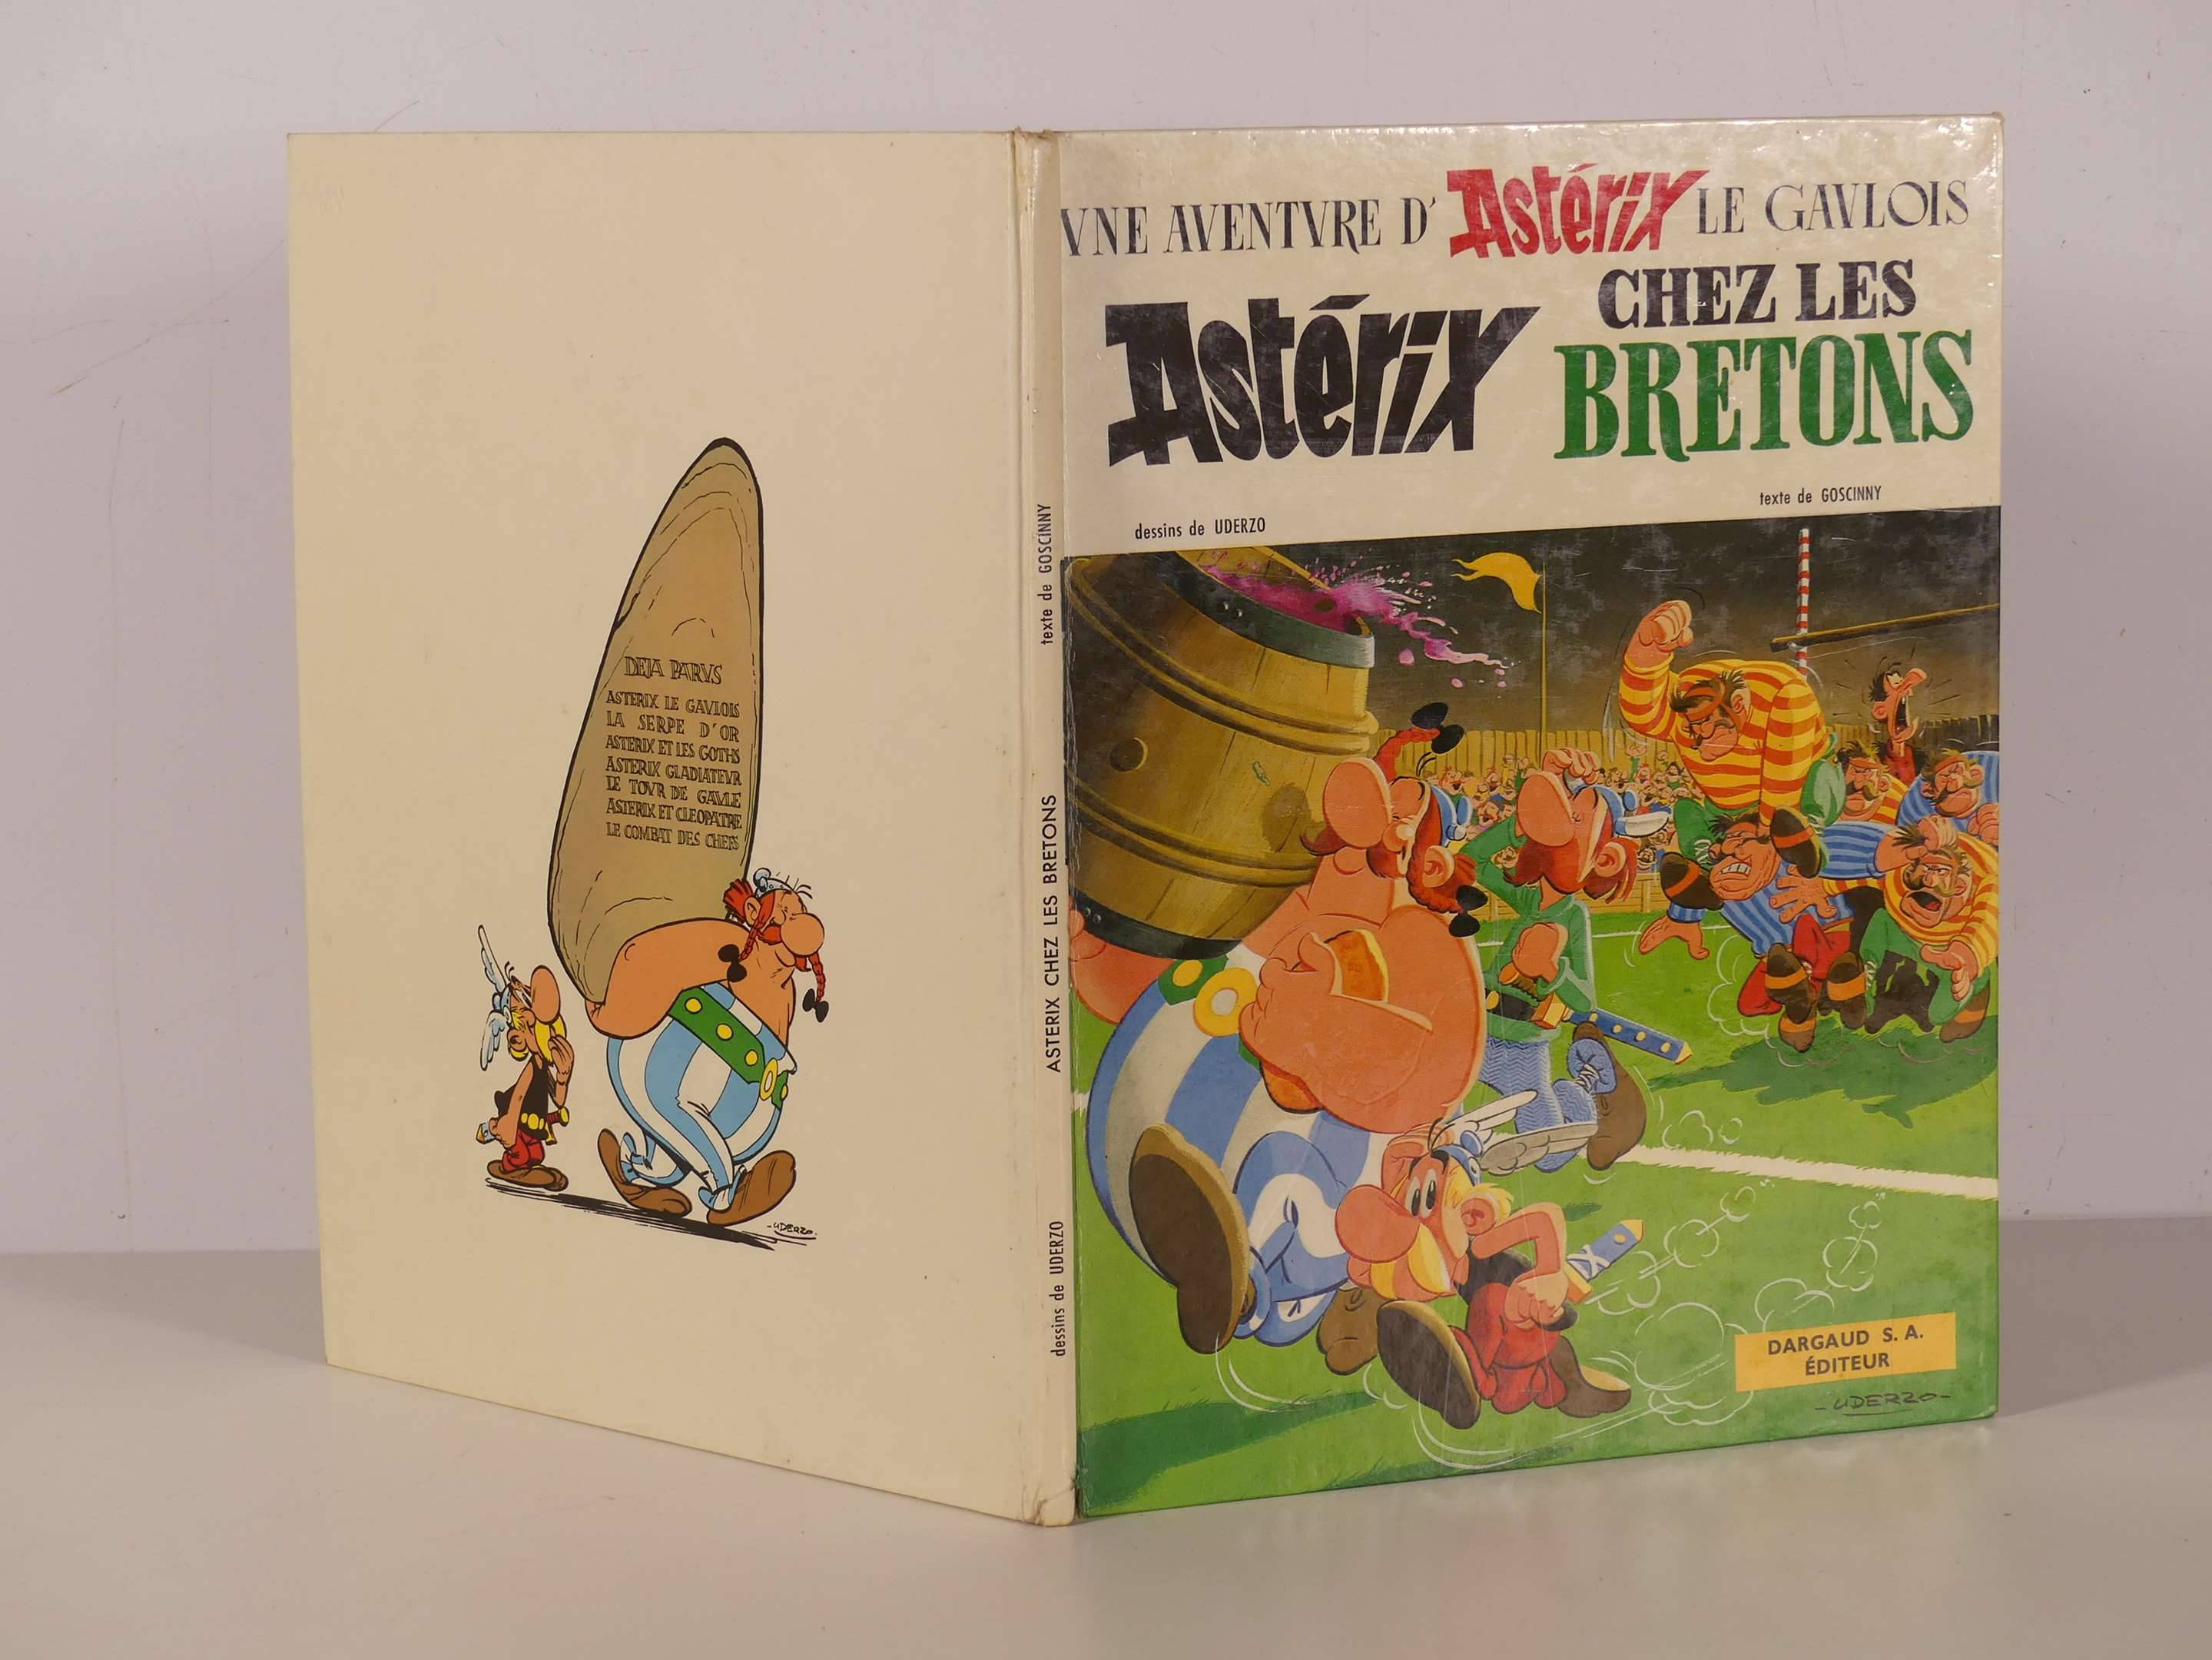 DEJA PARVS
ASTERIX LE GAVLOIS
LA SERPE D'OR
ASTERIX ET LES GOTHS
ASTERIX GLADIATEVR
LE TOVR DE GAVLE
ASTERIX ET CLEOPATRE
LE COMBAT DES CHEFS
-UDERZO.
texte de GOSCINNY
ASTERIX CHEZ LES BRETONS
dessins de UDERZO
VNE AVENTVRE D'Astérix LE GAVLOIS
Astérix CHEZ LES
BRETONS
texte de GOSCINNY
dessins de UDERZO
DARGAUD S. A.
ÉDITEUR
-UDERZO-